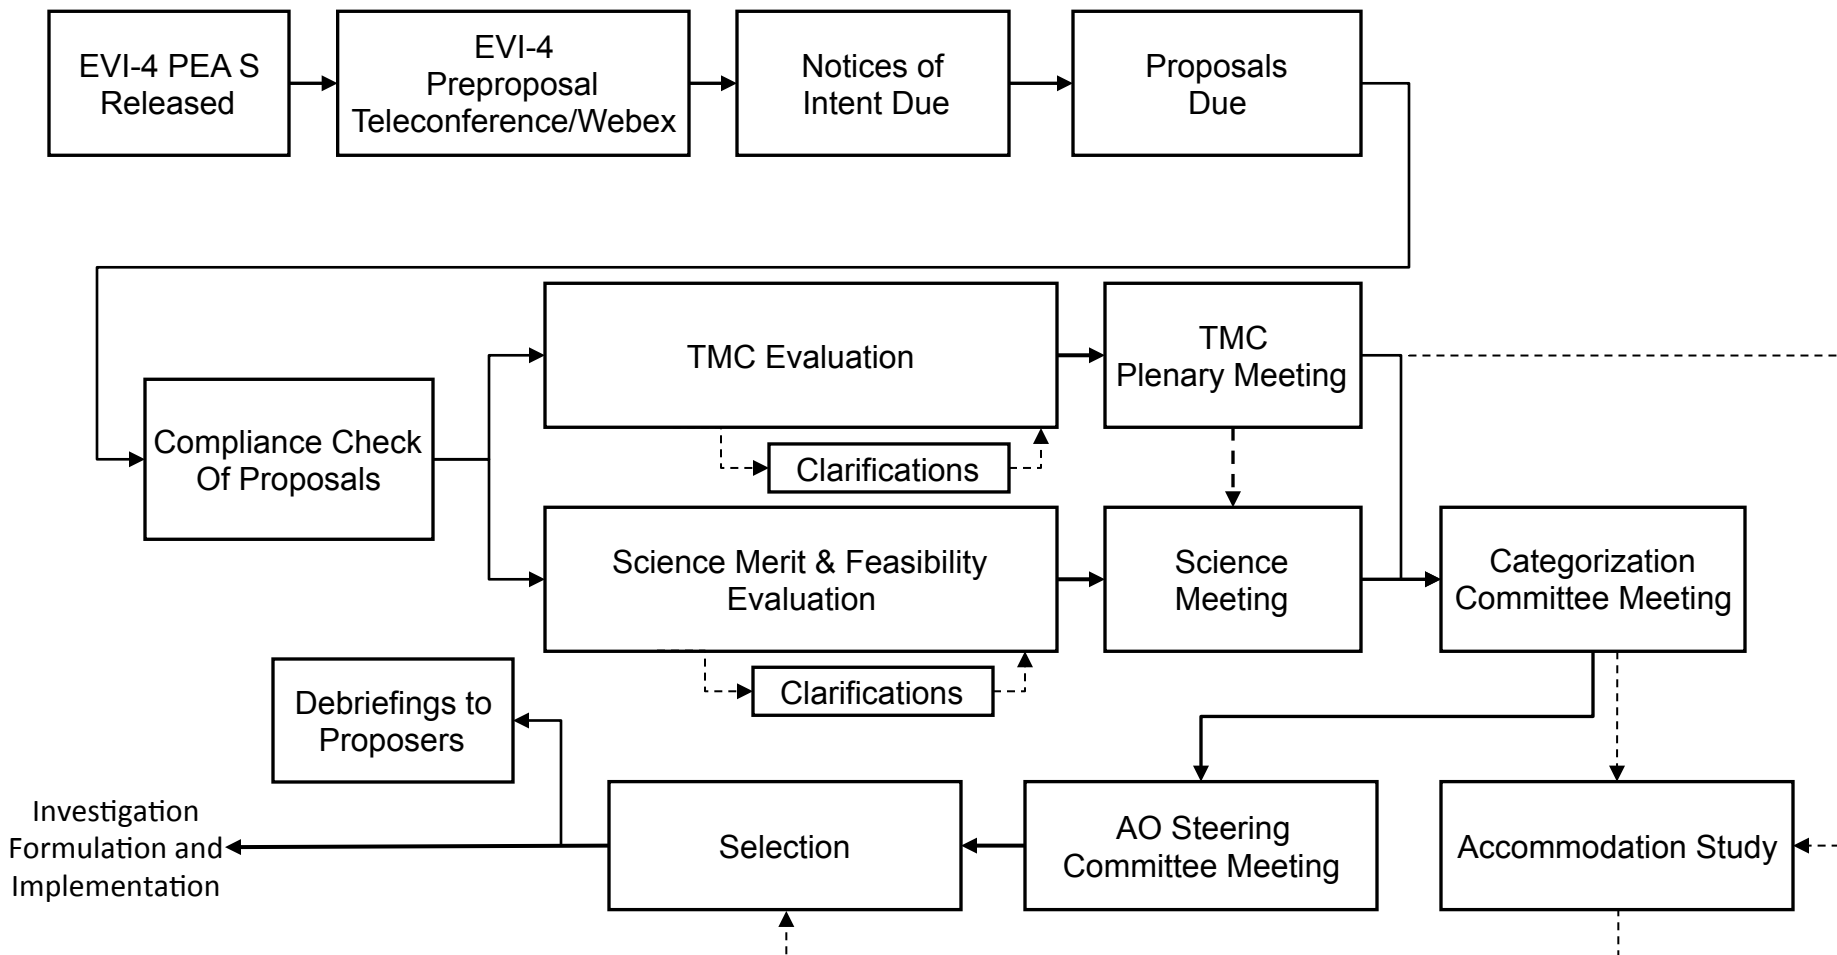 EVI-4 PEA S
Released
EVI-4
Preproposal
Teleconference/Webex
Notices of
Intent Due
Proposals
Due
TMC Evaluation
TMC
Plenary Meeting
Compliance Check
Of Proposals
Clarifications
Science Merit & Feasibility
Evaluation
Science
Meeting
Categorization
Committee Meeting
Clarifications
Debriefings to
Proposers
Investigation
Formulation and
Implementation
Selection
AO Steering
Committee Meeting
Accommodation Study